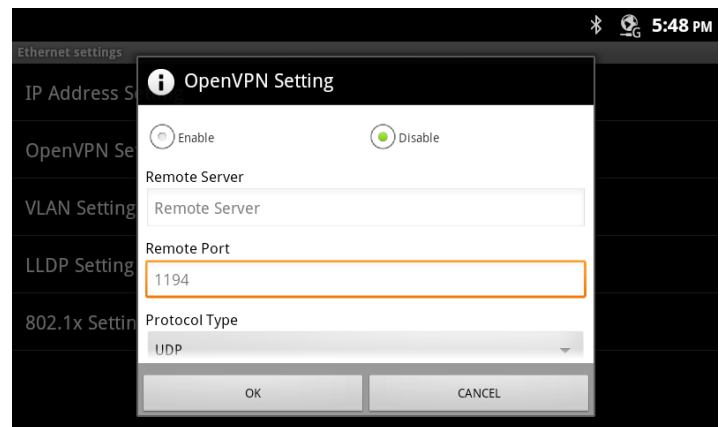 5:48 PM
Ethernet settings
OpenVPN Setting
IP Address S
Enable
Disable
OpenVPN Se
Remote Server
Remote Server
VLAN Setting
Remote Port
LLDP Setting
1194
802.1x Settin
Protocol Type
UDP
OK
CANCEL